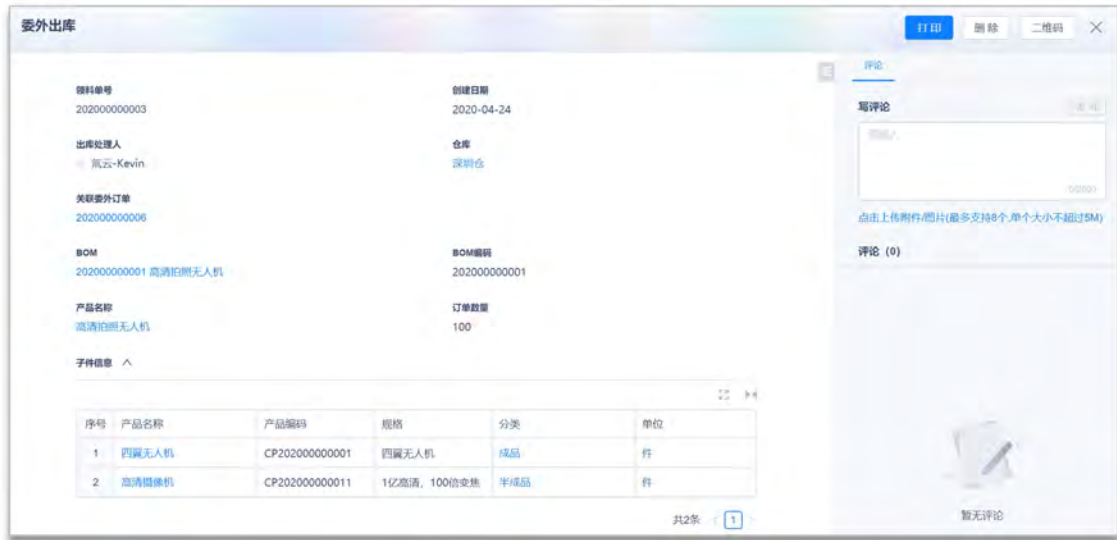 委外出库
打印 删除 二维码
领料单号 创建日期
202000000003 2020-04-24
出库处理人 仓库
氚云-Kevin 深圳仓
关联委外订单
202000000006
BOM BOM编码
202000000001 高清拍照无人机 202000000001
产品名称 订单数量
高清拍照无人机 100
子件信息
序号 产品名称 产品编码 规格 分类 单位
1 四翼无人机 CP202000000001 四翼无人机 成品 件
2 高清摄像机 CP202000000011 1亿高清，100倍变焦 半成品 件
共2条 1
评论
写评论
点击上传附件/图片(最多支持8个,单个大小不超过5M)
评论 (0)
暂无评论